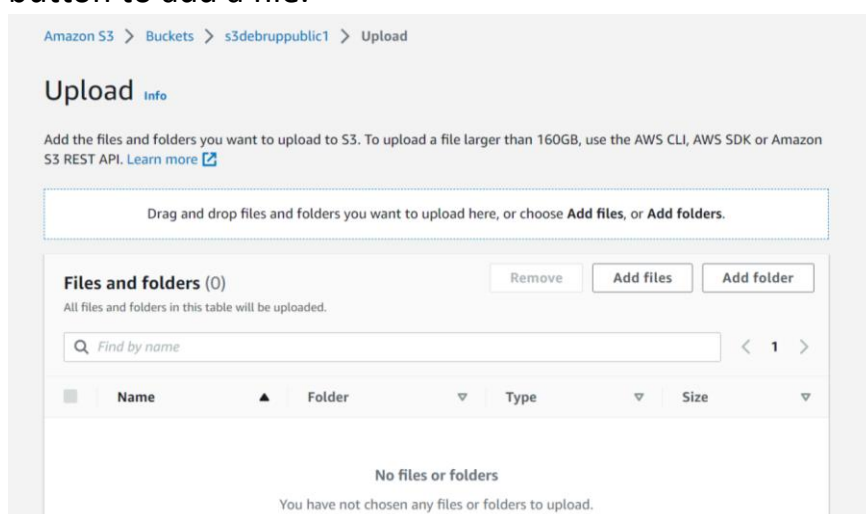 button to add a file.
Amazon S3 > Buckets > s3debruppublic1 > Upload
Upload Info
Add the files and folders you want to upload to S3. To upload a file larger than 160GB, use the AWS CLI, AWS SDK or Amazon
S3 REST API. Learn more
Drag and drop files and folders you want to upload here, or choose Add files, or Add folders.
Files and folders (0)
Remove
Add files
Add folder
All files and folders in this table will be uploaded.
Find by name
< 1 >
Name Folder Type Size
No files or folders
You have not chosen any files or folders to upload.